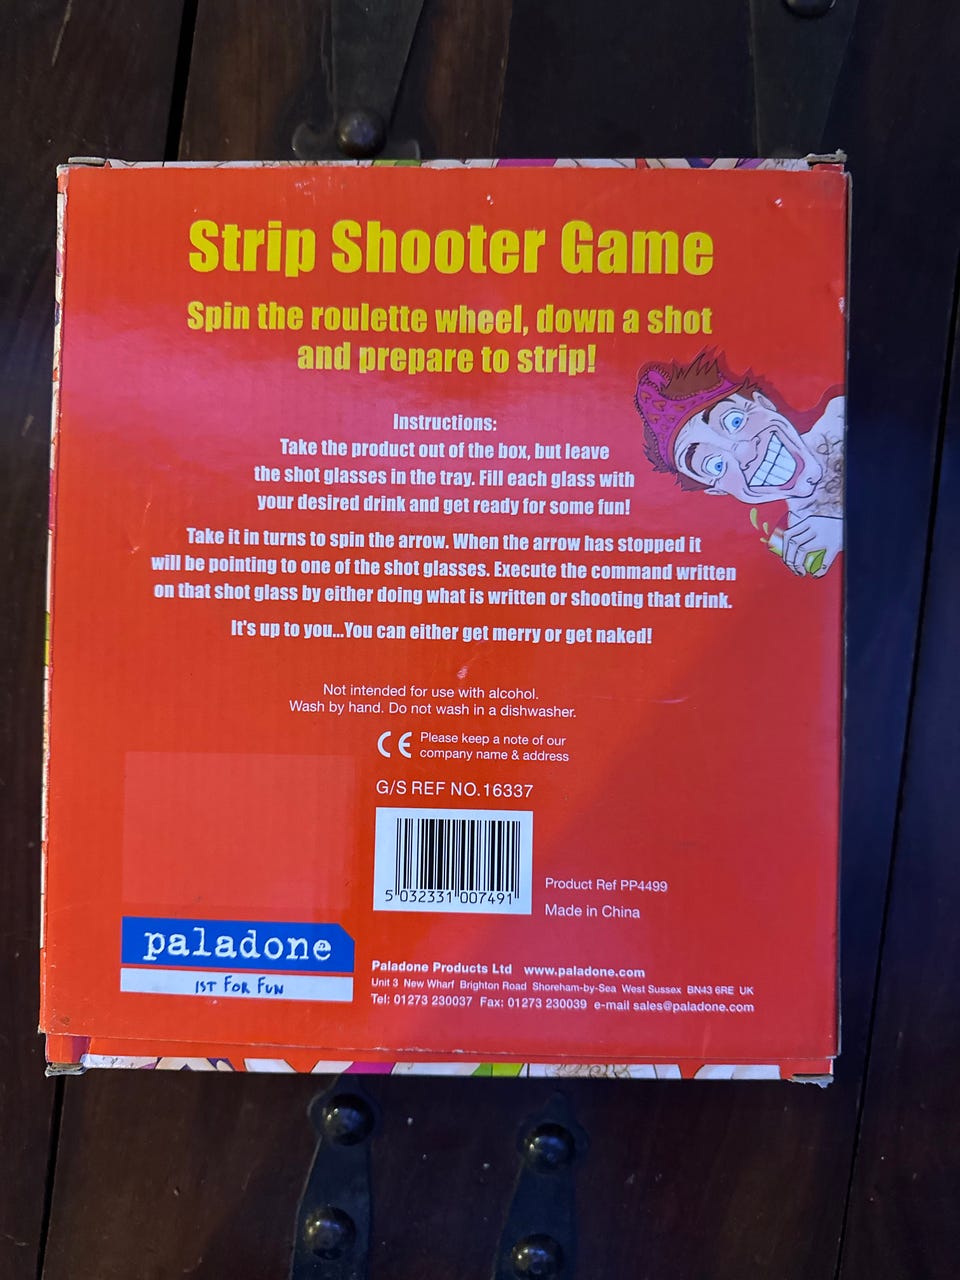 Strip Shooter Game
Spin the roulette wheel, down a shot
and prepare to strip!
Instructions:
Take the product out of the box, but leave
the shot glasses in the tray. Fill each glass with
your desired drink and get ready for some fun!
Take it in turns to spin the arrow. When the arrow has stopped it
will be pointing to one of the shot glasses. Execute the command written
on that shot glass by either doing what is written or shooting that drink.
It's up to you...You can either get merry or get naked!
Not intended for use with alcohol.
Wash by hand. Do not wash in a dishwasher.
CE Please keep a note of our
company name & address
G/S REF NO. 16337
5 032331 007491
Product Ref PP4499
Made in China
paladone
1ST FOR FUN
Paladone Products Ltd www.paladone.com
Unit 3 New Wharf Brighton Road Shoreham-by-Sea West Sussex BN43 6RE UK
Tel: 01273 230037 Fax: 01273 230039 e-mail sales@paladone.com